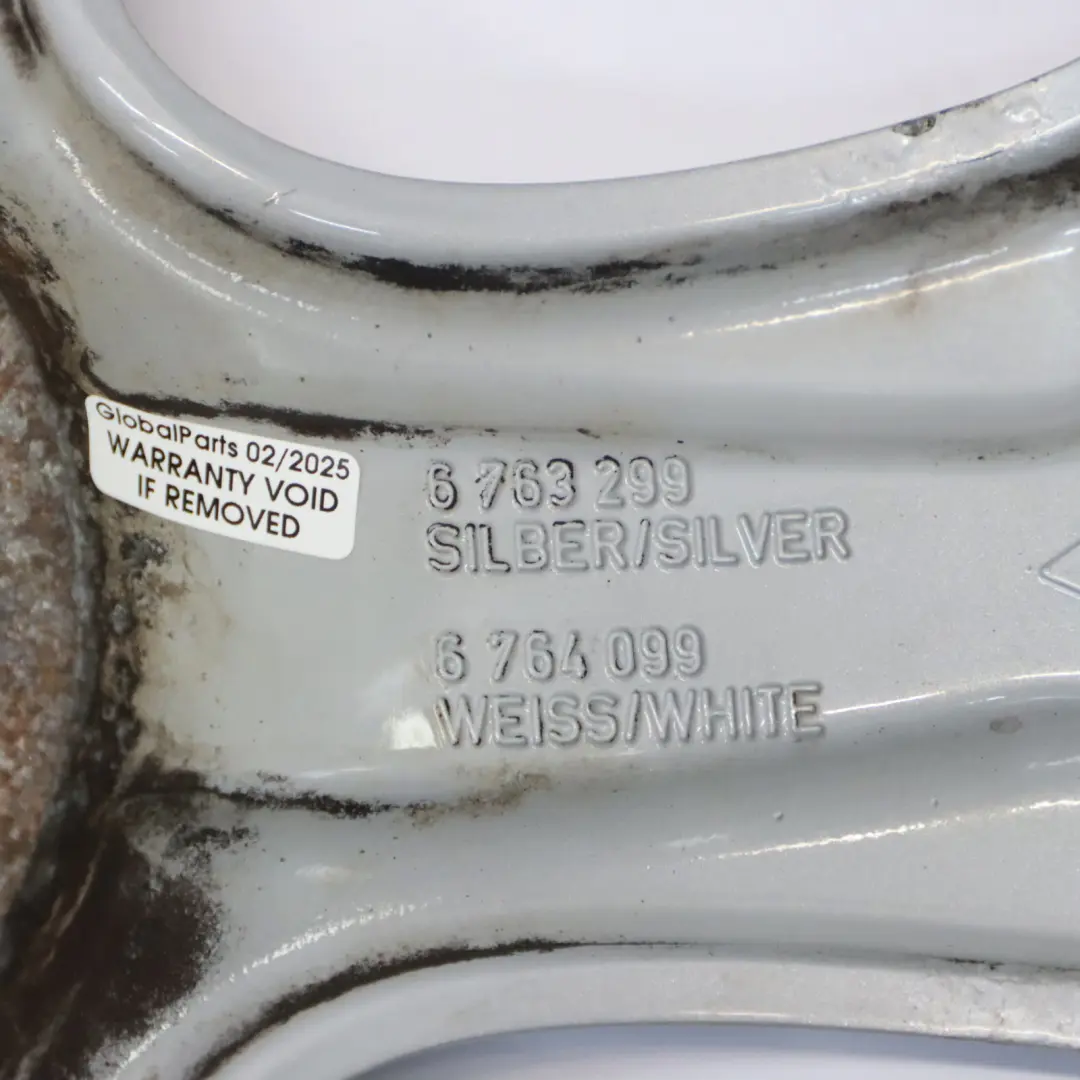 GlobalParts 02/2025
WARRANTY VOID
IF REMOVED
6 763 299
SILBER/SILVER
6 764 099
WEISS/WHITE